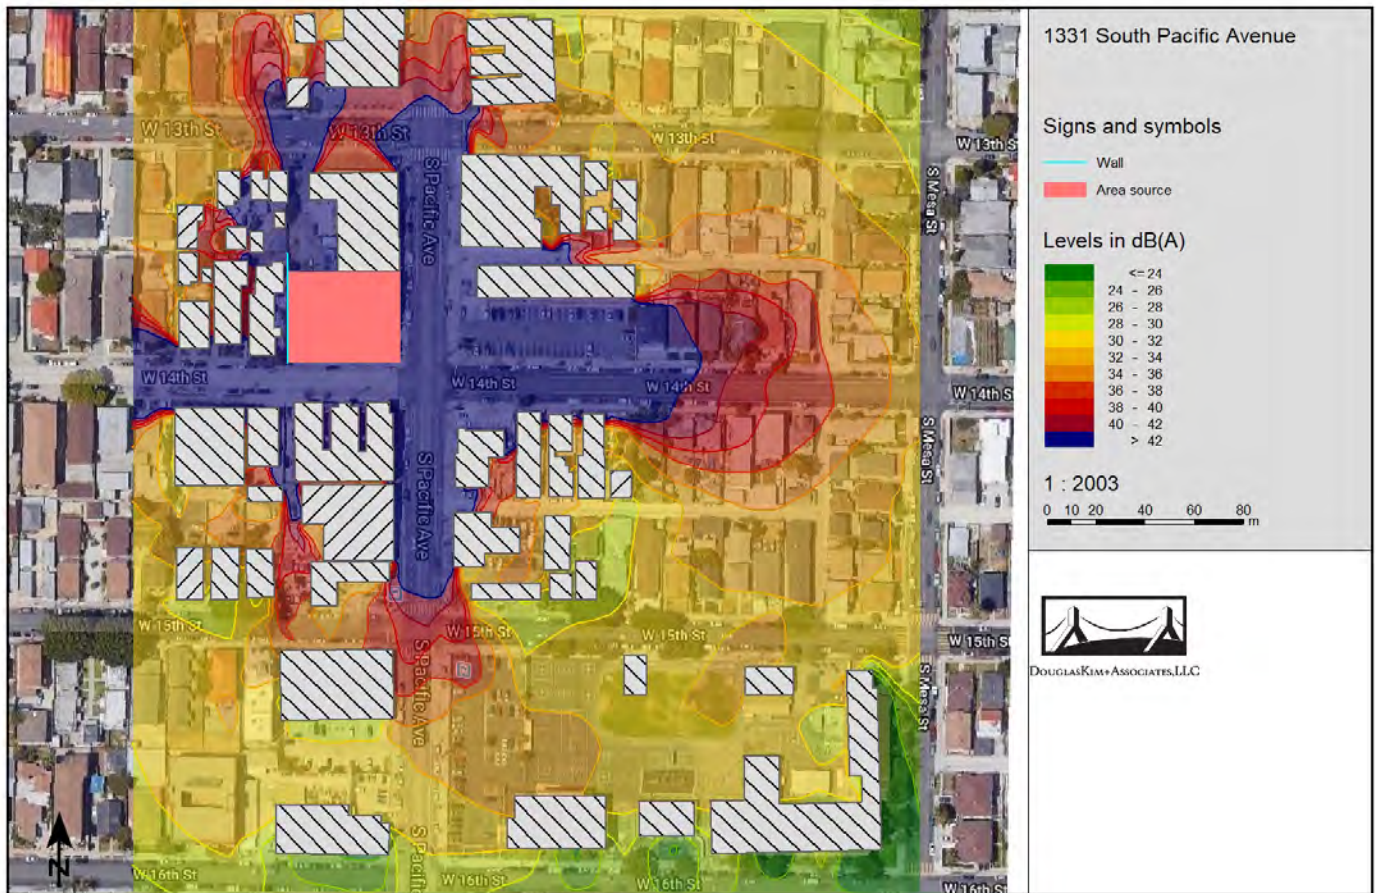 1331 South Pacific Avenue
Signs and symbols
Wall
Area source
Levels in dB(A)
<= 24
24 - 26
26 - 28
28 - 30
30 - 32
32 - 34
34 - 36
36 - 38
38 - 40
40 - 42
> 42
1 : 2003
0 10 20 40 60 80
m
DOUGLASKIM+ASSOCIATES,LLC
W 13th St
W 13th St
W 13th St
W 13th St
S Pacific Ave
S Mesa St
W 14th St
W 14th St
W 14th St
W 14th St
S Pacific Ave
S Mesa St
W 15th St
W 15th St
W 15th St
W 15th St
S Pacific Ave
S Mesa St
S Pacific
W 16th St
W 16th St
W 16th St
W 16th St
N